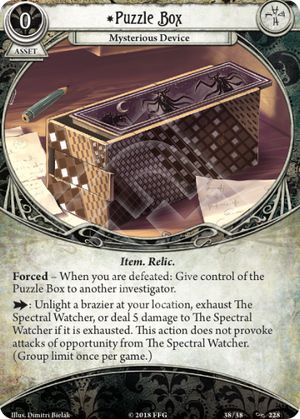 0
*Puzzle Box
ASSET
Mysterious Device
Item. Relic.
Forced – When you are defeated: Give control of the
Puzzle Box to another investigator.
: Unlight a brazier at your location, exhaust The
Spectral Watcher, or deal 5 damage to The Spectral
Watcher if it is exhausted. This action does not provoke
attacks of opportunity from The Spectral Watcher.
(Group limit once per game.)
Illus. Dimitri Bielak
© 2018 FFG
38/38
228